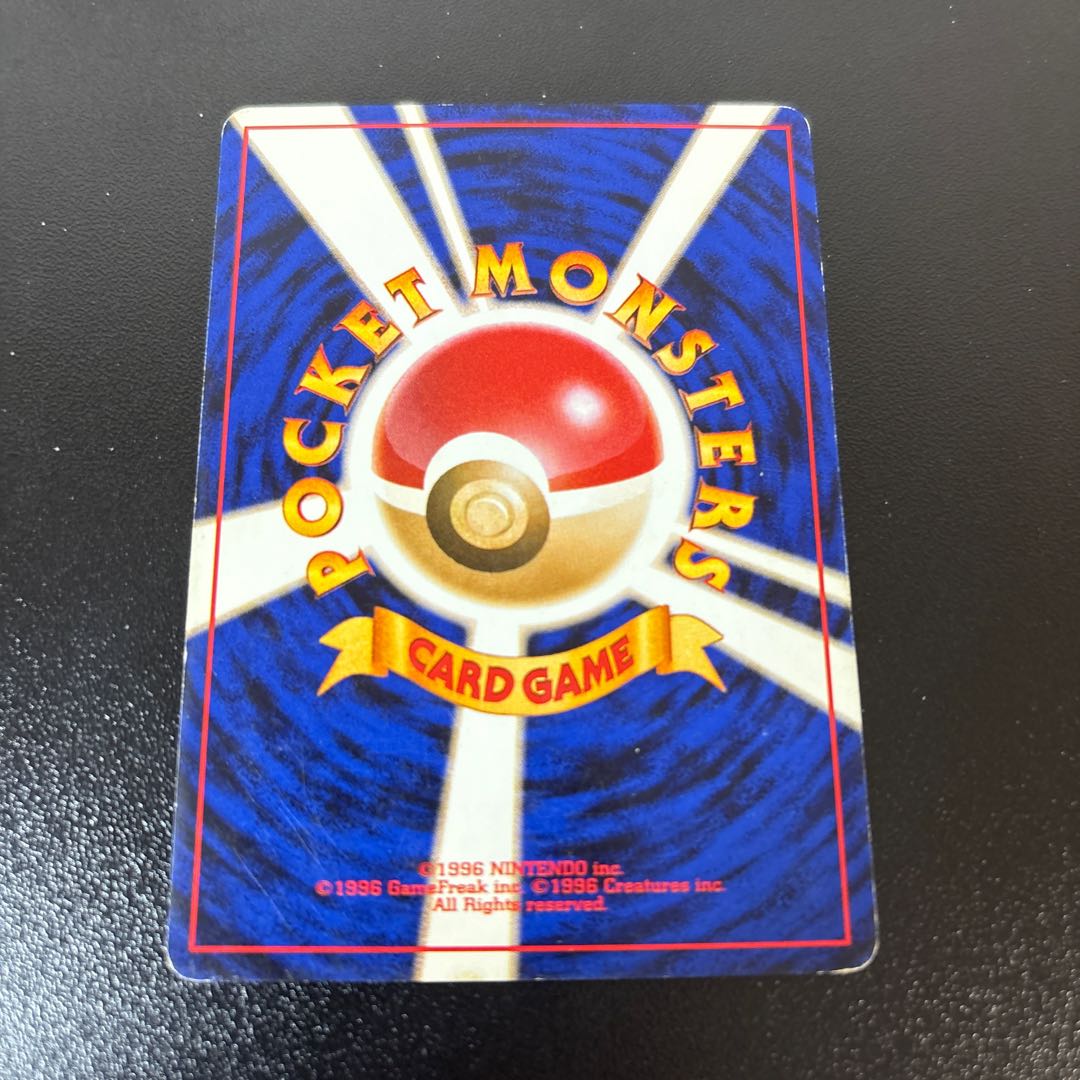 POCKET MONSTERS
CARD GAME
©1996 NINTENDO inc.
©1996 GameFreak inc. ©1996 Creatures inc.
All Rights reserved.